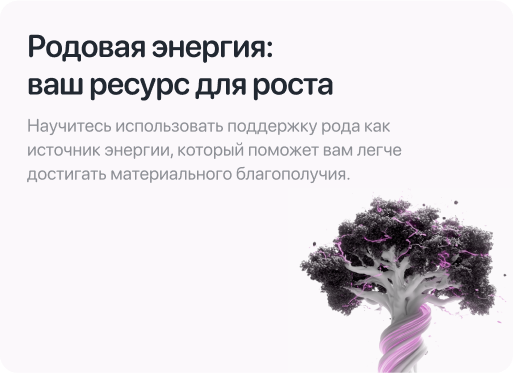 Родовая энергия:
ваш ресурс для роста
Научитесь использовать поддержку рода как
источник энергии, который поможет вам легче
достигать материального благополучия.